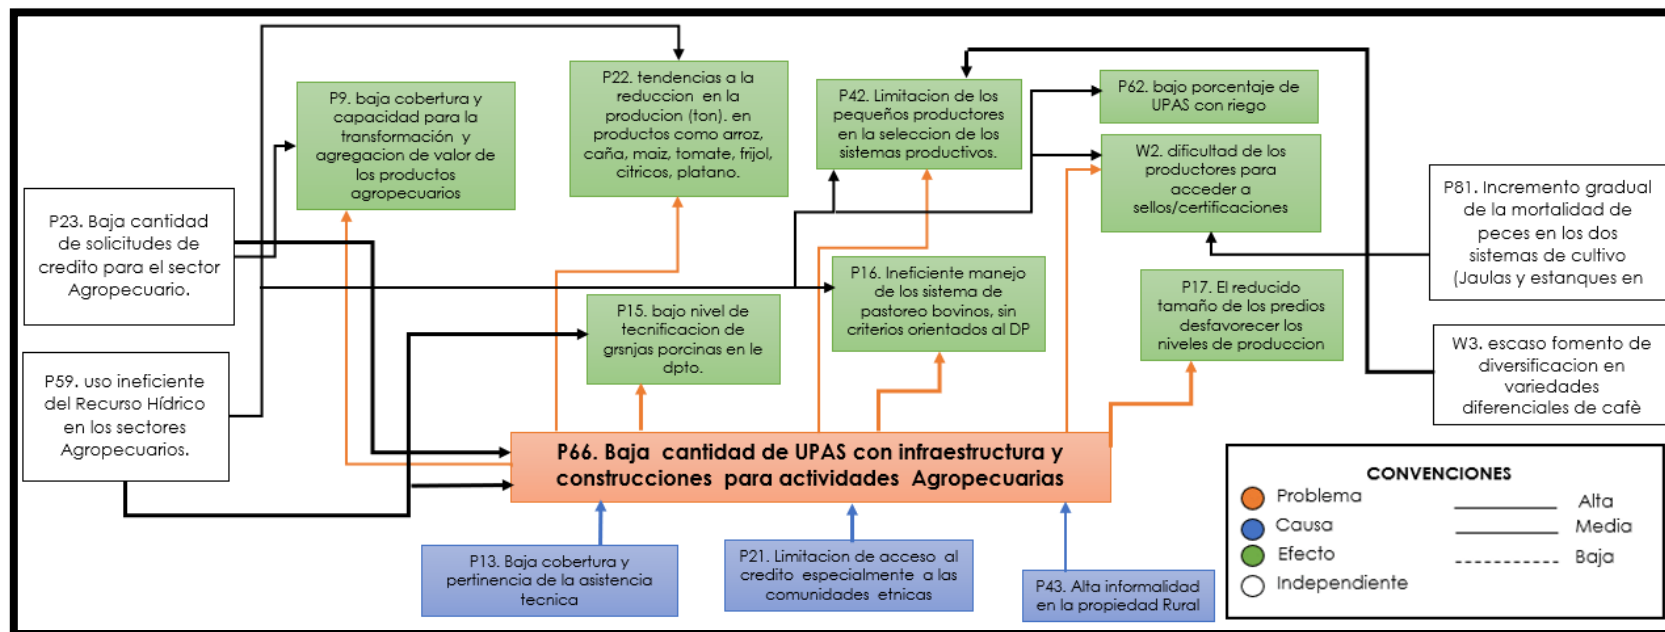 P9. baja cobertura y
capacidad para la
transformación y
agregacion de valor de
los productos
agropecuarios
P22. tendencias a la
reduccion en la
producion (ton). en
productos como arroz,
caña, maiz, tomate, frijol,
citricos, platano.
P42. Limitacion de los
pequeños productores
en la seleccion de los
sistemas productivos.
P62. bajo porcentaje de
UPAS con riego
W2. dificultad de los
productores para
acceder a
sellos/certificaciones
P23. Baja cantidad
de solicitudes de
credito para el sector
Agropecuario.
P81. Incremento gradual
de la mortalidad de
peces en los dos
sistemas de cultivo
(Jaulas y estanques en
P15. bajo nivel de
tecnificacion de
grsnjas porcinas en le
dpto.
P16. Ineficiente manejo
de los sistema de
pastoreo bovinos, sin
criterios orientados al DP
P17. El reducido
tamaño de los predios
desfavorecer los
niveles de produccion
P59. uso ineficiente
del Recurso Hídrico
en los sectores
Agropecuarios.
W3. escaso fomento de
diversificacion en
variedades
diferenciales de cafè
P66. Baja cantidad de UPAS con infraestructura y
construcciones para actividades Agropecuarias
P13. Baja cobertura y
pertinencia de la asistencia
tecnica
P21. Limitacion de acceso al
credito especialmente a las
comunidades etnicas
P43. Alta informalidad
en la propiedad Rural
CONVENCIONES
Problema
Causa
Efecto
Independiente
Alta
Media
Baja